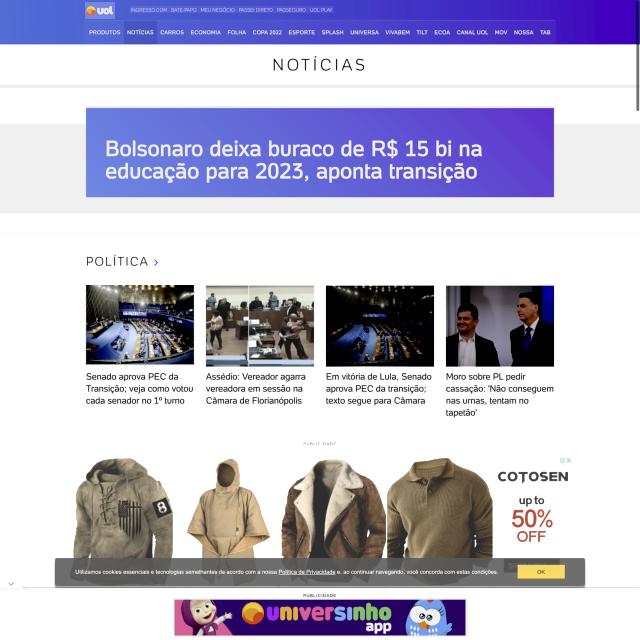 uol
INGRESSO.COM BATE-PAPO MEU NEGÓCIO PASSEI DIRETO PAGSEGURO UOL PLAY
PRODUTOS NOTÍCIAS CARROS ECONOMIA FOLHA COPA 2022 ESPORTE SPLASH UNIVERSA VIVABEM TILT ECOA CANAL UOL MOV NOSSA TAB
NOTÍCIAS
Bolsonaro deixa buraco de R$ 15 bi na
educação para 2023, aponta transição
POLÍTICA
Senado aprova PEC da
Transição; veja como votou
cada senador no 1º turno
Assédio: Vereador agarra
vereadora em sessão na
Câmara de Florianópolis
Em vitória de Lula, Senado
aprova PEC da transição;
texto segue para Câmara
Moro sobre PL pedir
cassação: 'Não conseguem
nas urnas, tentam no
tapetão'
8
COTOSEN
up to
50%
OFF
Utilizamos cookies essenciais e tecnologias semelhantes de acordo com a nossa Política de Privacidade e, ao continuar navegando, você concorda com estas condições.
OK
PUBLICIDADE
universinho
app